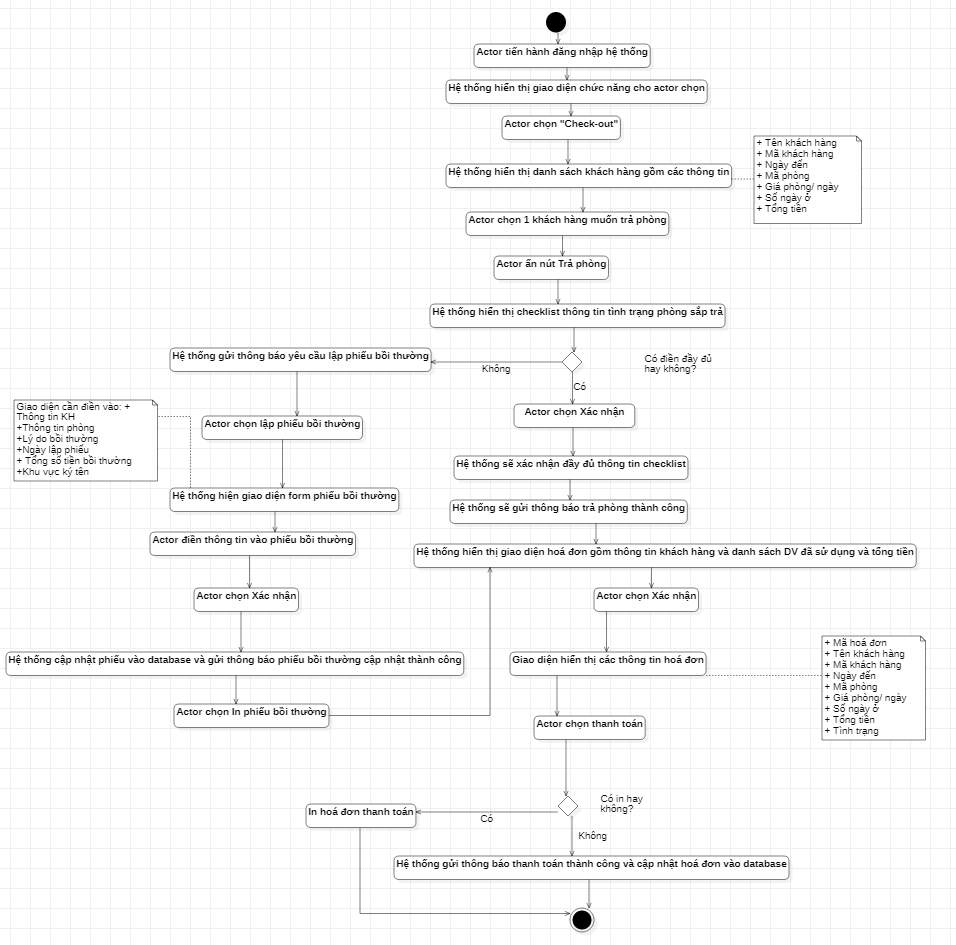 Actor tiến hành đăng nhập hệ thống
Hệ thống hiển thị giao diện chức năng cho actor chọn
Actor chọn "Check-out"
Hệ thống hiển thị danh sách khách hàng gồm các thông tin
+ Tên khách hàng
+ Mã khách hàng
+ Ngày đến
+ Mã phòng
+ Giá phòng/ ngày
+ Số ngày ở
+ Tổng tiền
Actor chọn 1 khách hàng muốn trả phòng
Actor ấn nút Trả phòng
Hệ thống hiển thị checklist thông tin tình trạng phòng sắp trả
Có điền đầy đủ
hay không?
Không
Có
Hệ thống gửi thông báo yêu cầu lập phiếu bồi thường
Actor chọn lập phiếu bồi thường
Giao diện cần điền vào: +
Thông tin KH
+Thông tin phòng
+Lý do bồi thường
+Ngày lập phiếu
+ Tổng số tiền bồi thường
+Khu vực ký tên
Hệ thống hiện giao diện form phiếu bồi thường
Actor điền thông tin vào phiếu bồi thường
Actor chọn Xác nhận
Hệ thống cập nhật phiếu vào database và gửi thông báo phiếu bồi thường cập nhật thành công
Actor chọn In phiếu bồi thường
Actor chọn Xác nhận
Hệ thống sẽ xác nhận đầy đủ thông tin checklist
Hệ thống sẽ gửi thông báo trả phòng thành công
Hệ thống hiển thị giao diện hoá đơn gồm thông tin khách hàng và danh sách DV đã sử dụng và tổng tiền
Actor chọn Xác nhận
Giao diện hiển thị các thông tin hoá đơn
+ Mã hoá đơn
+ Tên khách hàng
+ Mã khách hàng
+ Ngày đến
+ Mã phòng
+ Giá phòng/ ngày
+ Số ngày ở
+ Tổng tiền
+ Tình trạng
Actor chọn thanh toán
Có in hay
không?
Có
Không
In hoá đơn thanh toán
Hệ thống gửi thông báo thanh toán thành công và cập nhật hoá đơn vào database